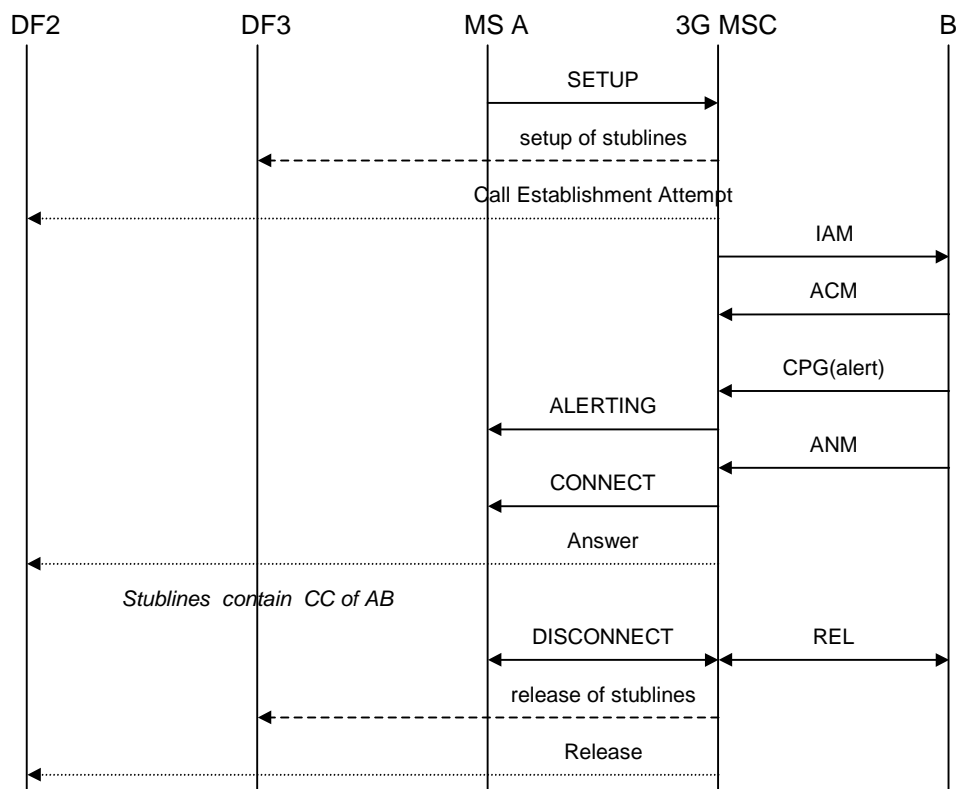 DF2 DF3 MS A 3G MSC B
SETUP
setup of stublines
Call Establishment Attempt
IAM
ACM
CPG(alert)
ALERTING
ANM
CONNECT
Answer
Stublines contain CC of AB
DISCONNECT REL
release of stublines
Release